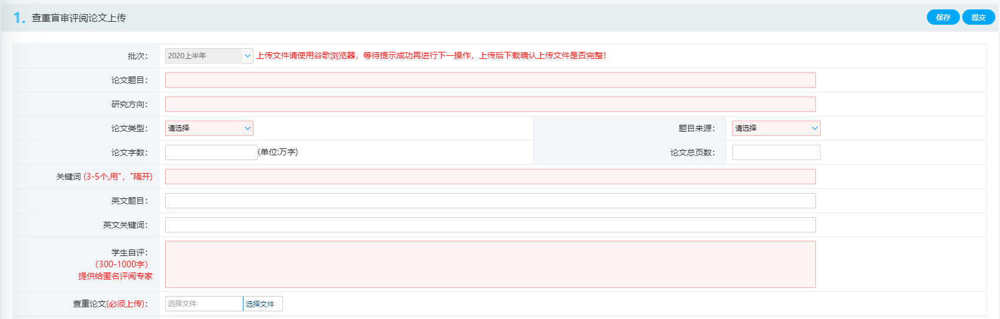 1. 查重盲审评阅论文上传
保存 提交
批次： 2020上半年 上传文件请使用谷歌浏览器，等待提示成功再进行下一操作，上传后下载确认上传文件是否完整！
论文题目：
研究方向：
论文类型： 请选择 题目来源： 请选择
论文字数： (单位:万字) 论文总页数：
关键词 (3-5个,用"，"隔开)
英文题目：
英文关键词：
学生自评：
（300-1000字）
提供给匿名评阅专家
查重论文(必须上传)： 选择文件 选择文件